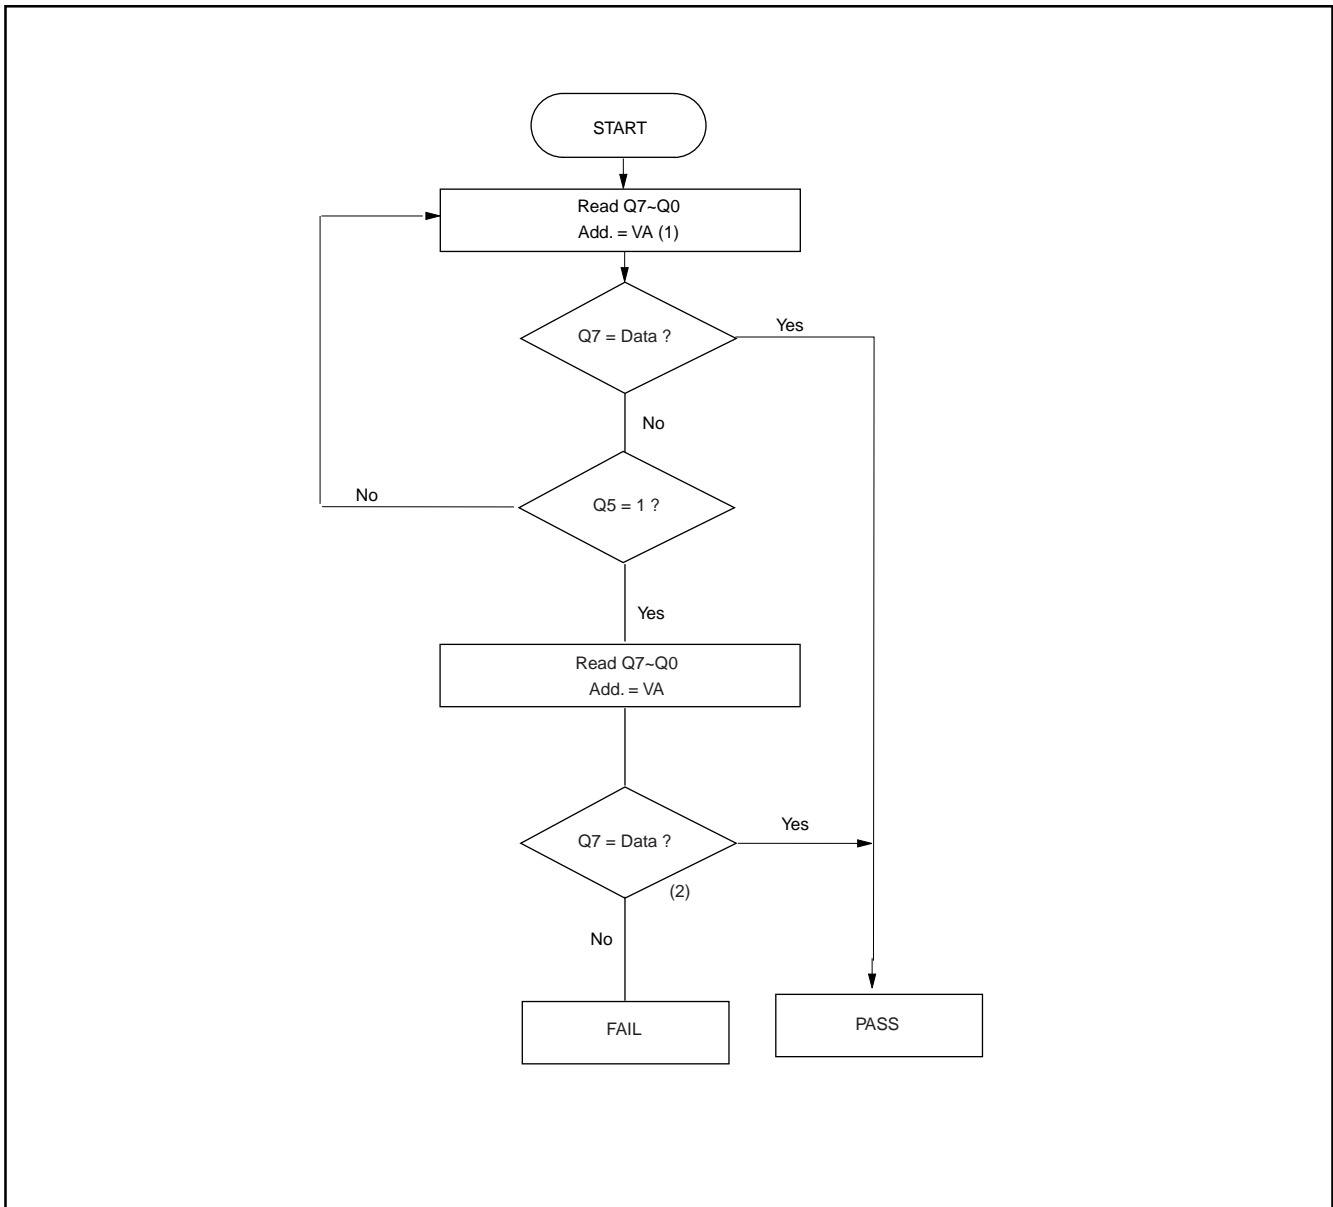 START
Read Q7~Q0
Add. = VA (1)
Q7 = Data ?
Yes
No
Q5 = 1 ?
No
Yes
Read Q7~Q0
Add. = VA
Q7 = Data ?
Yes
(2)
No
FAIL
PASS